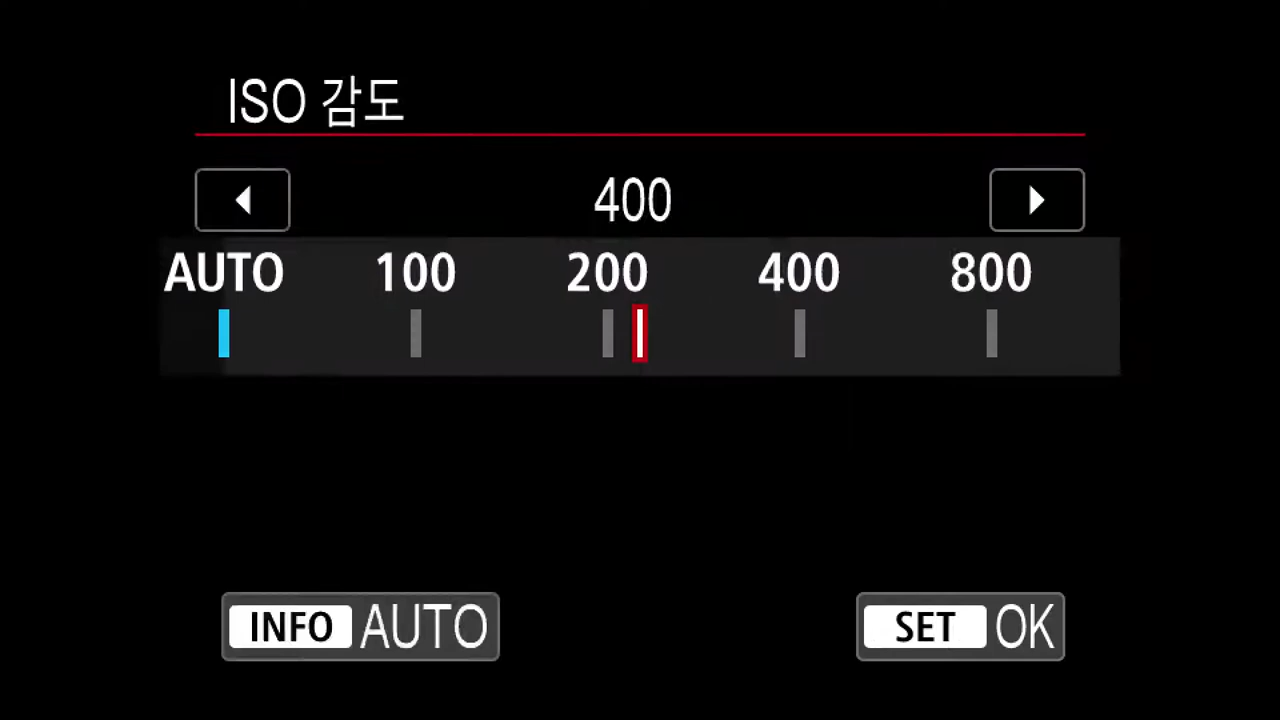 ISO 감도
400
AUTO 100 200 400 800
INFO AUTO SET OK